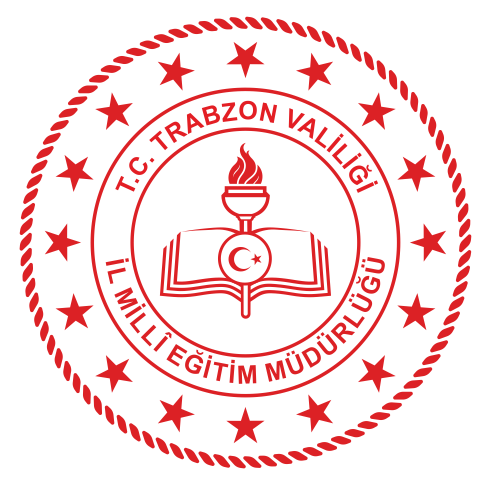 T.C. TRABZON VALİLİĞİ
İL MİLLÎ EĞİTİM MÜDÜRLÜĞÜ